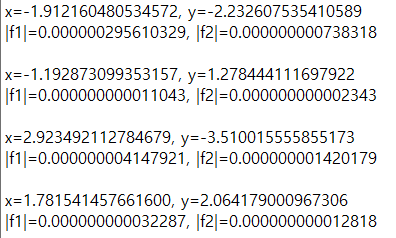 x=-1.912160480534572, y=-2.232607535410589
|f1|=0.000000295610329, |f2|=0.000000000738318
x=-1.192873099353157, y=1.278444111697922
|f1|=0.000000000011043, |f2|=0.000000000002343
x=2.923492112784679, y=-3.510015555855173
|f1|=0.000000004147921, |f2|=0.000000001420179
x=1.781541457661600, y=2.064179000967306
|f1|=0.000000000032287, |f2|=0.000000000012818